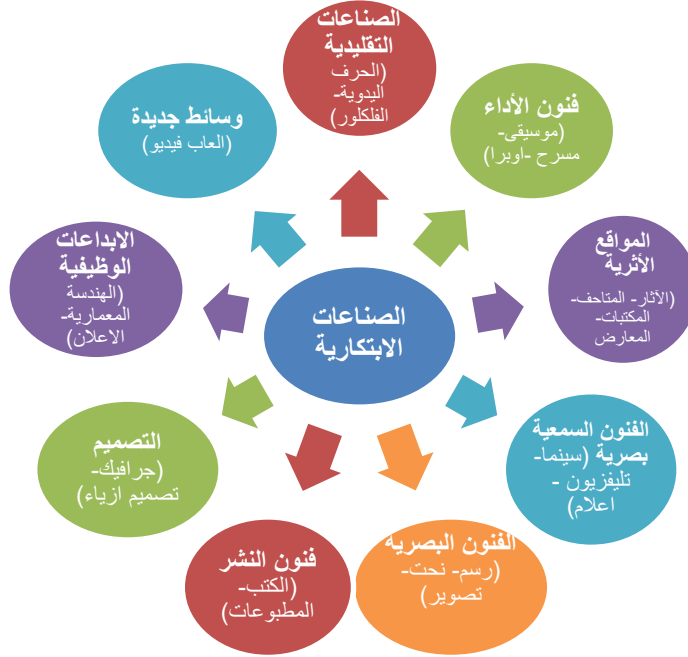 الصناعات
الابتكارية
الصناعات
التقليدية
(الحرف
اليدوية-
الفلكلور)
فنون الأداء
(موسيقى-
مسرح -اوبرا)
المواقع
الأثرية
(الآثار- المتاحف-
المكتبات-
المعارض
الفنون السمعية
بصرية (سينما-
تليفزيون -
اعلام)
الفنون البصرية
(رسم- نحت-
تصوير)
فنون النشر
(الكتب-
المطبوعات)
التصميم
(جرافيك-
تصميم ازياء)
الابداعات
الوظيفية
(الهندسة
المعمارية-
الاعلان)
وسائط جديدة
(العاب فيديو)